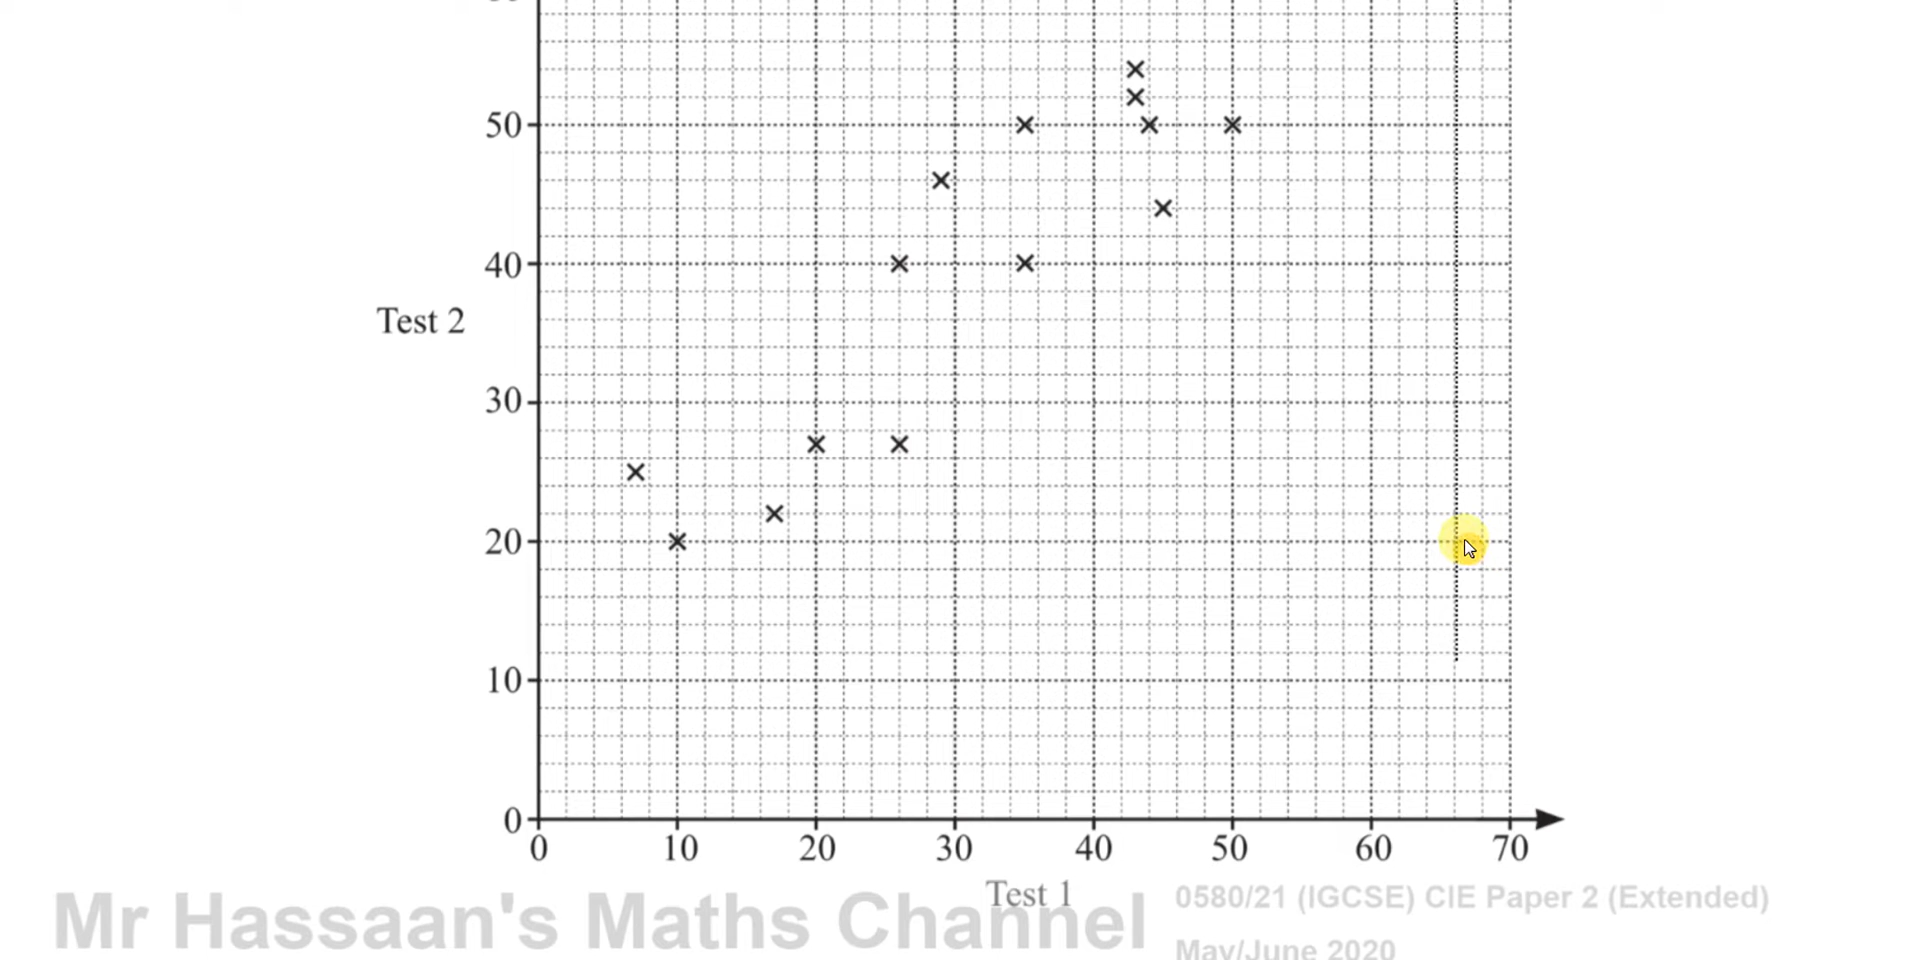 50
40
Test 2
30
20
10
0
0 10 20 30 40 50 60 70
Test 1
Mr Hassaan's Maths Channel
0580/21 (IGCSE) CIE Paper 2 (Extended)
May/June 2020